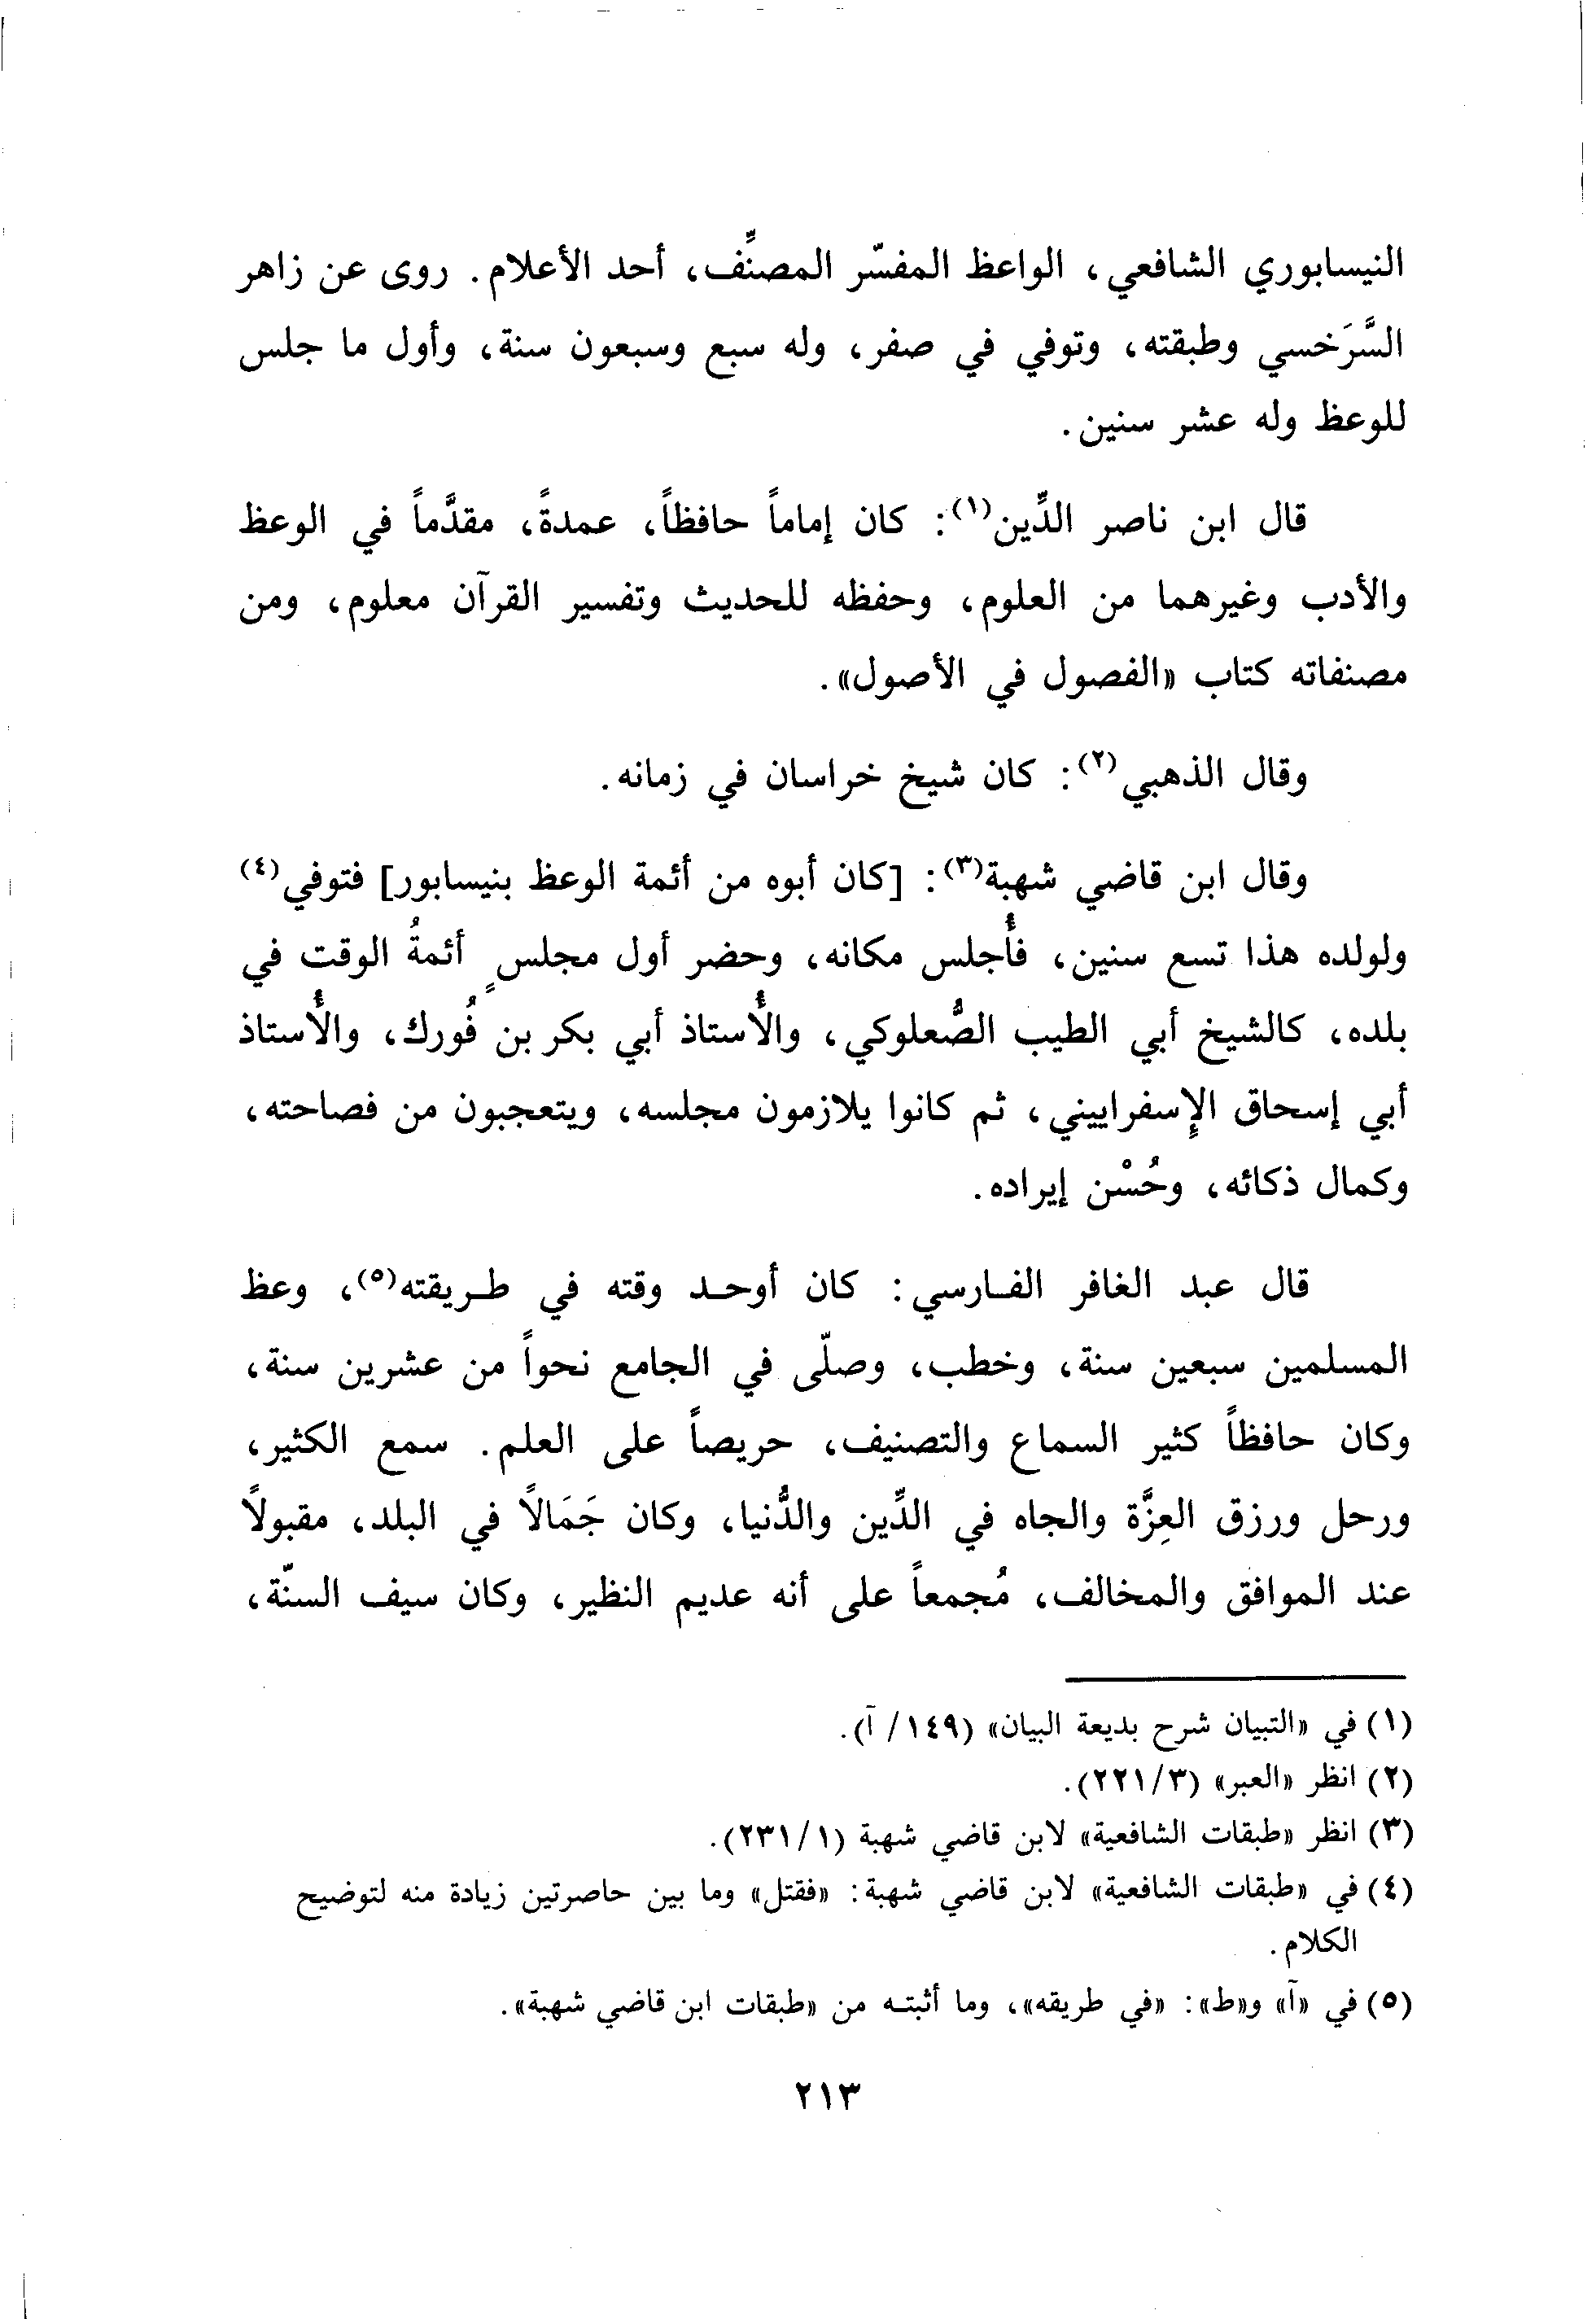 النيسابوري الشافعي، الواعظ المفسّر المصنِّف، أحد الأعلام. روى عن زاهر
السَّرَخسي وطبقته، وتوفي في صفر، وله سبع وسبعون سنة، وأول ما جلس
للوعظ وله عشر سنين.
قال ابن ناصر الدِّين(١): كان إماماً حافظاً، عمدةً، مقدَّماً في الوعظ
والأدب وغيرهما من العلوم، وحفظه للحديث وتفسير القرآن معلوم، ومن
مصنفاته كتاب «الفصول في الأصول».
وقال الذهبي(٢): كان شيخ خراسان في زمانه.
وقال ابن قاضي شهبة(٣): [كان أبوه من أئمة الوعظ بنيسابور] فتوفي(٤)
ولولده هذا تسع سنين، فأُجلس مكانه، وحضر أول مجلسٍ أئمةُ الوقت في
بلده، كالشيخ أبي الطيب الصُّعلوكي، والأُستاذ أبي بكر بن فُورك، والأُستاذ
أبي إسحاق الإِسفراييني، ثم كانوا يلازمون مجلسه، ويتعجبون من فصاحته،
وكمال ذكائه، وحُسْن إيراده.
قال عبد الغافر الفـارسي: كان أوحـد وقته في طـريقته(٥)، وعظ
المسلمين سبعين سنة، وخطب، وصلّى في الجامع نحواً من عشرين سنة،
وكان حافظاً كثير السماع والتصنيف، حريصاً على العلم. سمع الكثير،
ورحل ورزق العِزَّة والجاه في الدِّين والدُّنيا، وكان جَمَالاً في البلد، مقبولاً
عند الموافق والمخالف، مُجمعاً على أنه عديم النظير، وكان سيف السنّة،
(١) في «التبيان شرح بديعة البيان» (١٤٩/ آ).
(٢) انظر «العبر» (٢٢١/٣).
(٣) انظر «طبقات الشافعية» لابن قاضي شهبة (٢٣١/١).
(٤) في «طبقات الشافعية» لابن قاضي شهبة: «فقتل» وما بين حاصرتين زيادة منه لتوضيح
الكلام.
(٥) في «آ» و«ط»: «في طريقه»، وما أثبتـه من «طبقات ابن قاضي شهبة».
٢١٣